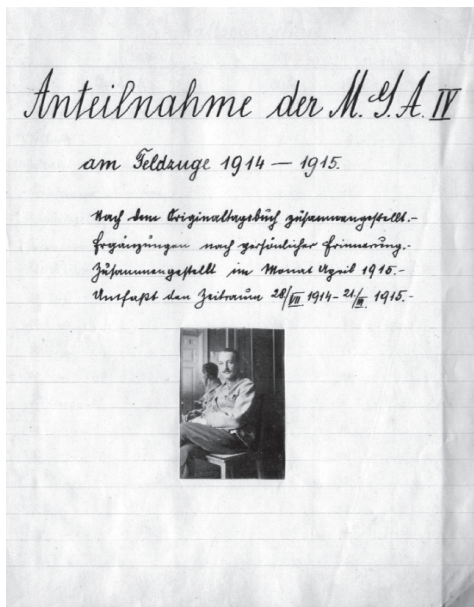 Anteilnahme der M.S.A. IV
am Feldzuge 1914 — 1915.
Nach dem Originaltagebuch zusammengestellt.-
Ergänzungen nach persönlicher Erinnerung.-
Zusammengestellt im Monat April 1915.-
Umfaßt den Zeitraum 28/VII 1914 - 21/III 1915.-